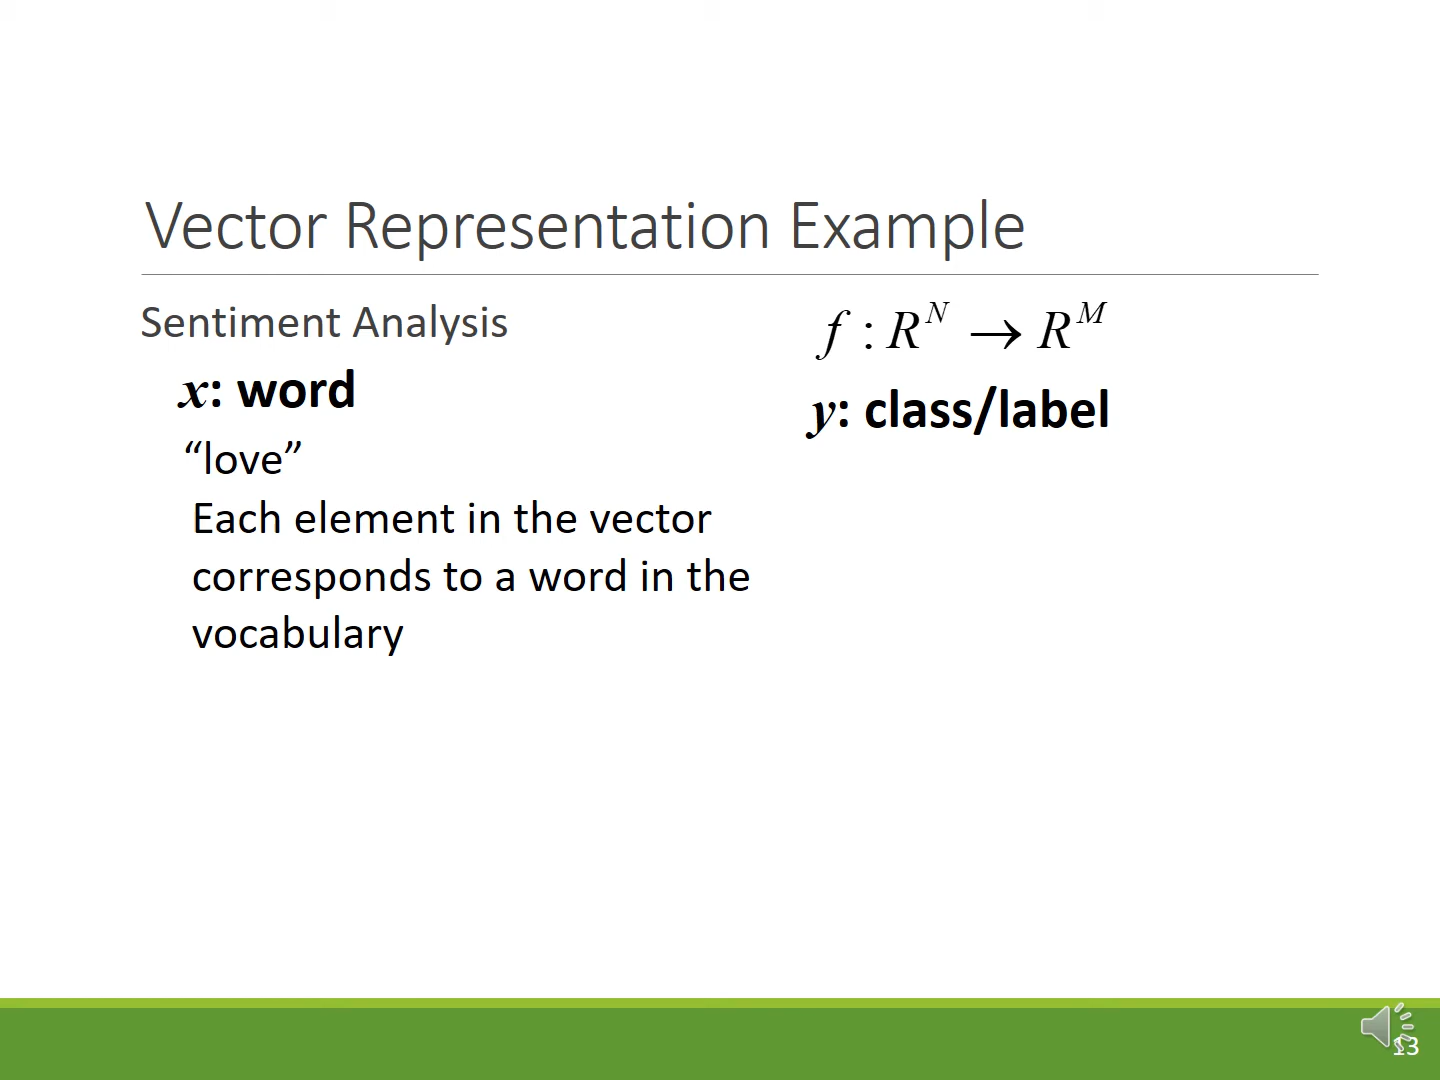 Vector Representation Example
Sentiment Analysis
x: word
“love”
Each element in the vector
corresponds to a word in the
vocabulary
f : R^N → R^M
y: class/label
13